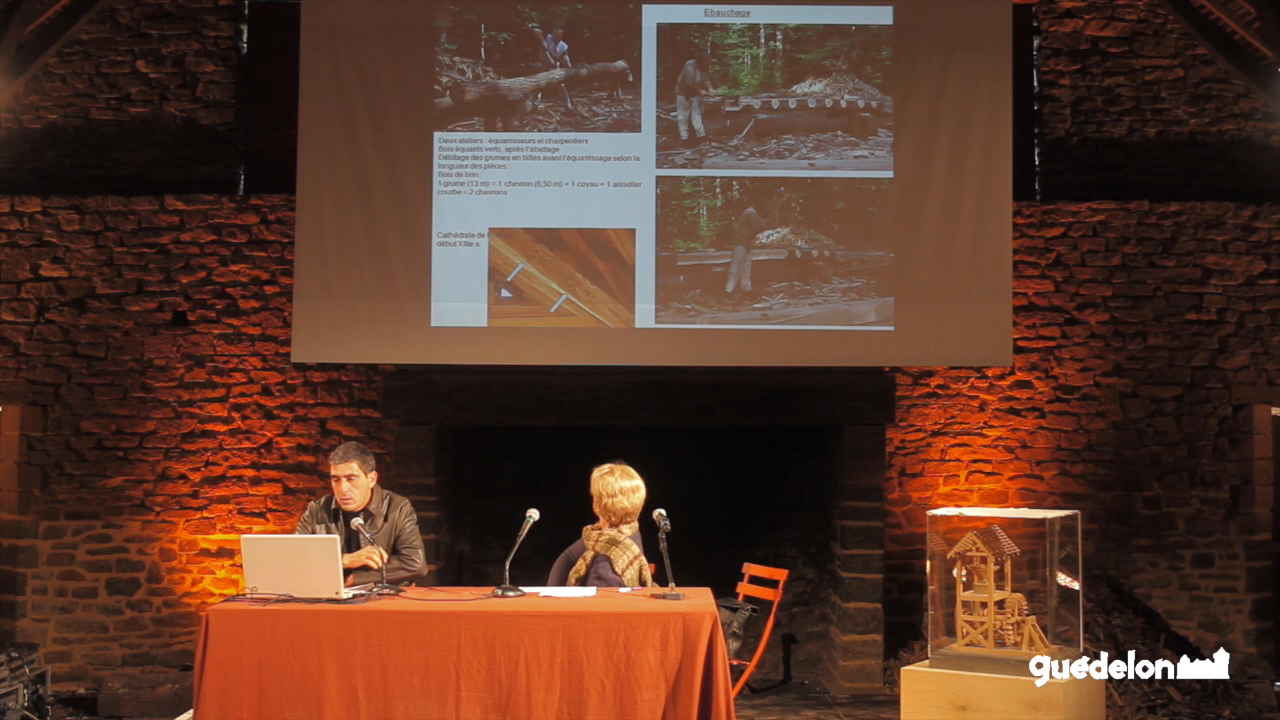 Ebauchage
Deux ateliers : équarrisseurs et charpentiers
Bois équarris verts, après l'abattage
Débitage des grumes en billes avant l'équarrissage selon la
longueur des pièces :
Bois de brin :
1 grume (13 m) = 1 chevron (8,50 m) + 1 coyau + 1 aisselier
courbe = 2 chevrons
Cathédrale de
début XIIIe s.
guédelon